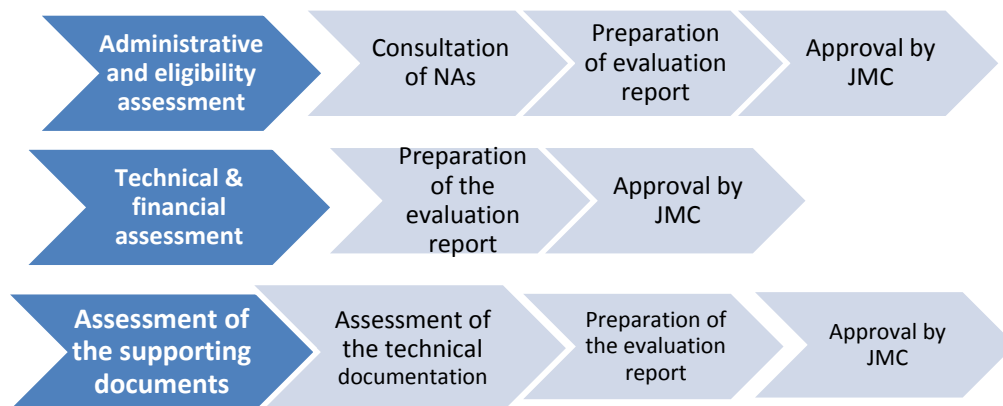 Administrative
and eligibility
assessment
Consultation
of NAs
Preparation
of evaluation
report
Approval by
JMC
Technical &
financial
assessment
Preparation
of the
evaluation
report
Approval by
JMC
Assessment of
the supporting
documents
Assessment of
the technical
documentation
Preparation of
the evaluation
report
Approval by
JMC